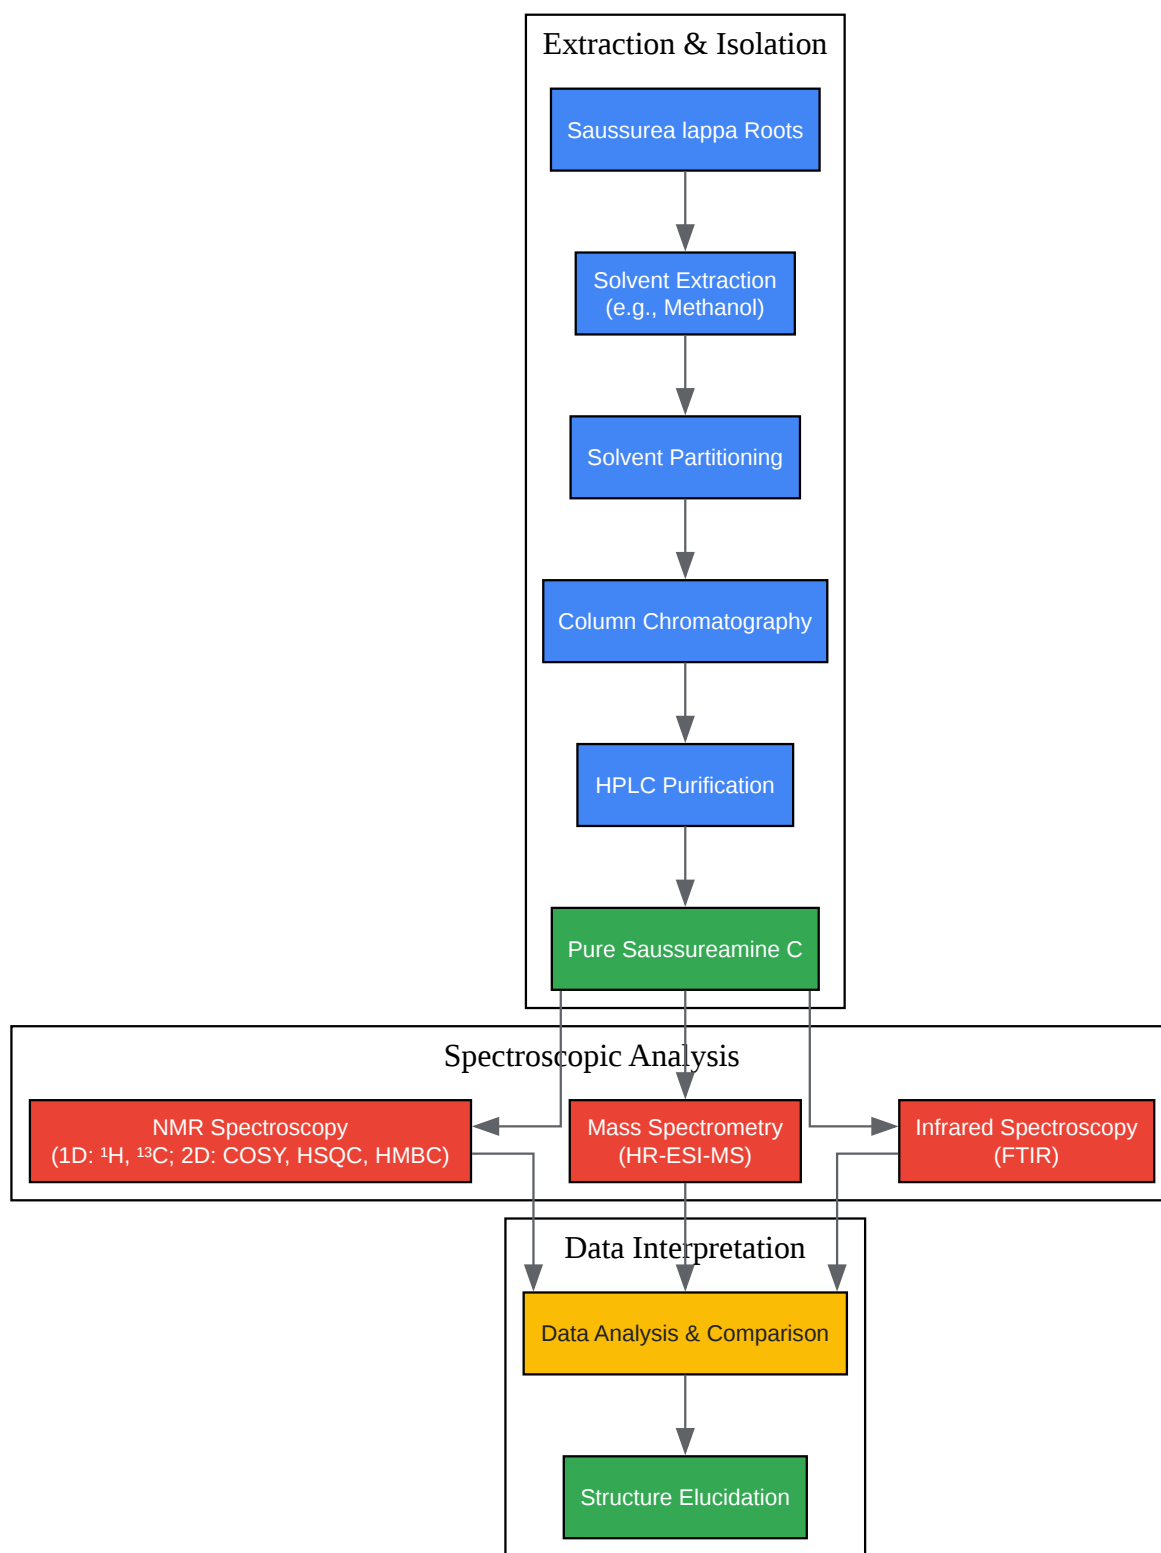 Extraction & Isolation
Saussurea lappa Roots
Solvent Extraction
(e.g., Methanol)
Solvent Partitioning
Column Chromatography
HPLC Purification
Pure Saussureamine C
Spectroscopic Analysis
NMR Spectroscopy
(1D: ¹H, ¹³C; 2D: COSY, HSQC, HMBC)
Mass Spectrometry
(HR-ESI-MS)
Infrared Spectroscopy
(FTIR)
Data Interpretation
Data Analysis & Comparison
Structure Elucidation